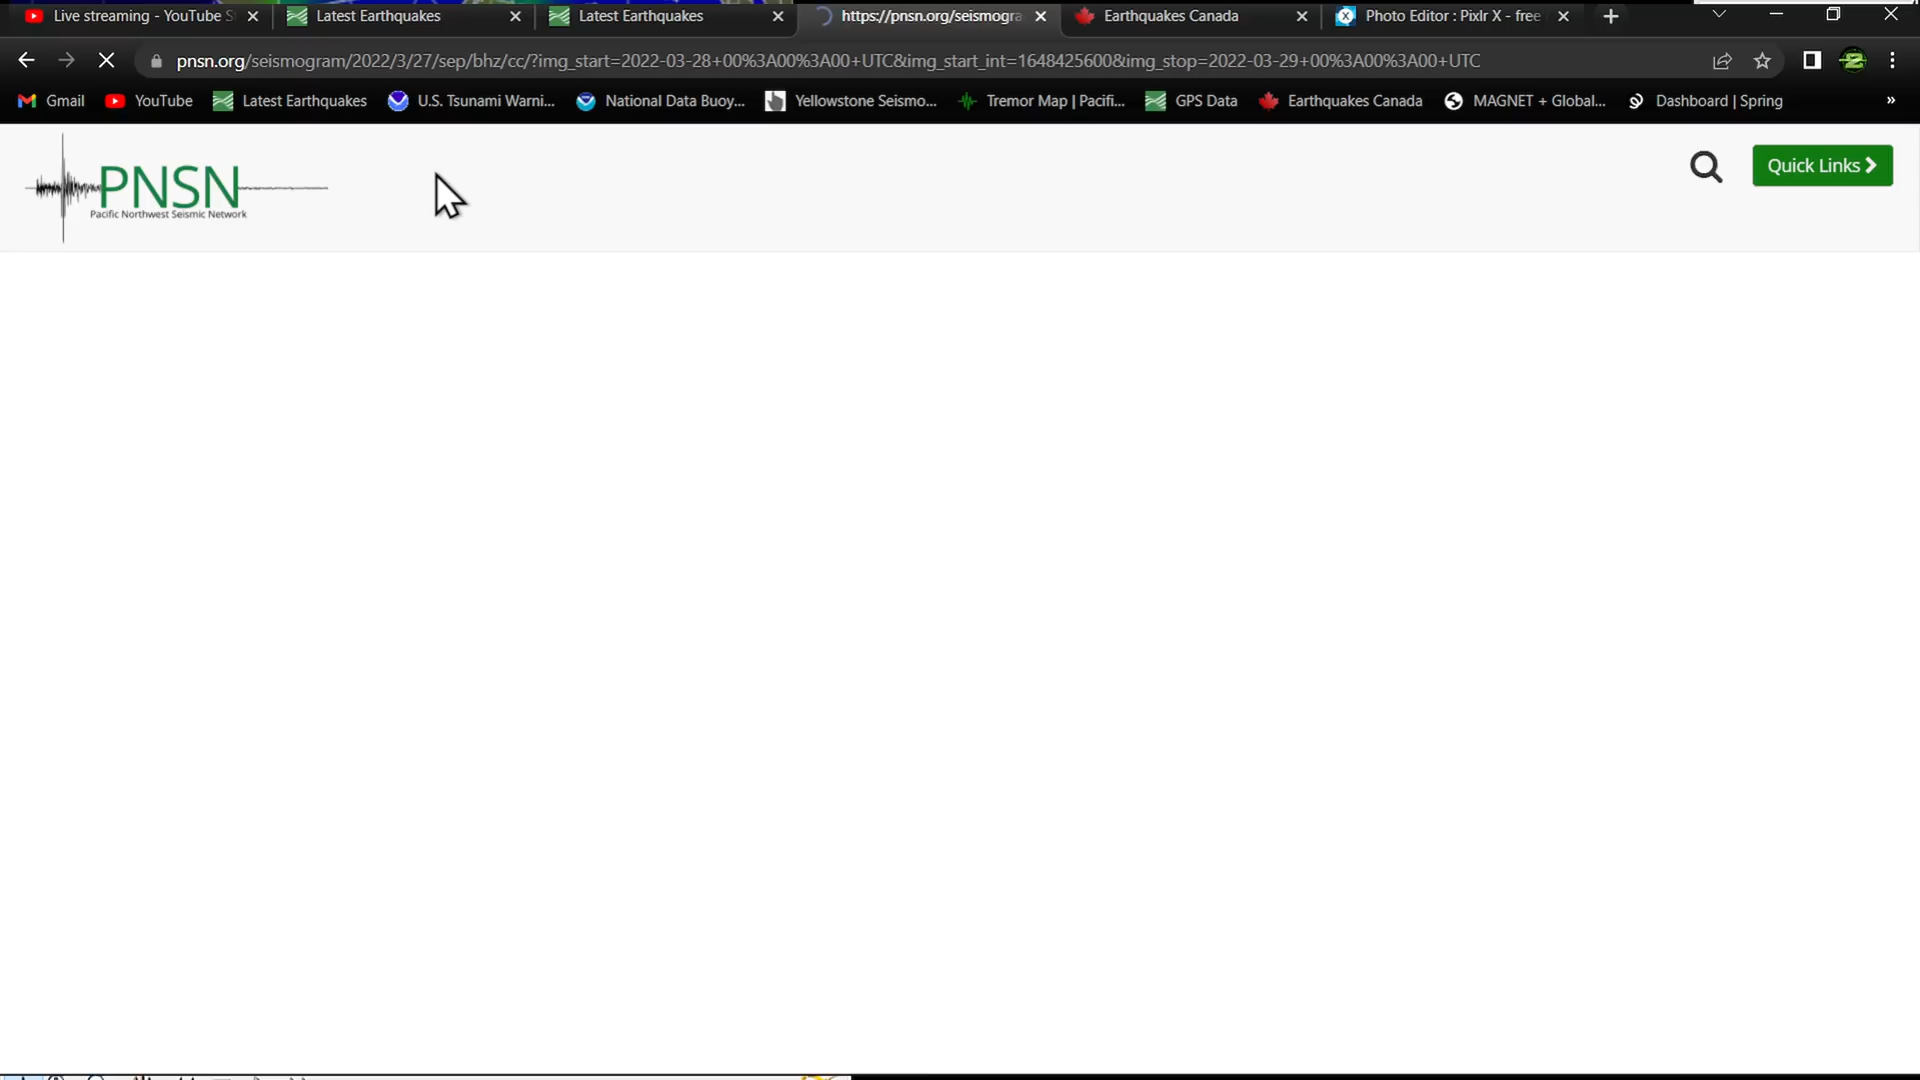 Live streaming - YouTube S
Latest Earthquakes
Latest Earthquakes
https://pnsn.org/seismogra
Earthquakes Canada
Photo Editor : Pixlr X - free
pnsn.org/seismogram/2022/3/27/sep/bhz/cc/?img_start=2022-03-28+00%3A00%3A00+UTC&img_start_int=1648425600&img_stop=2022-03-29+00%3A00%3A00+UTC
Gmail
YouTube
Latest Earthquakes
U.S. Tsunami Warni...
National Data Buoy...
Yellowstone Seismo...
Tremor Map | Pacifi...
GPS Data
Earthquakes Canada
MAGNET + Global...
Dashboard | Spring
»
PNSN
Pacific Northwest Seismic Network
Quick Links